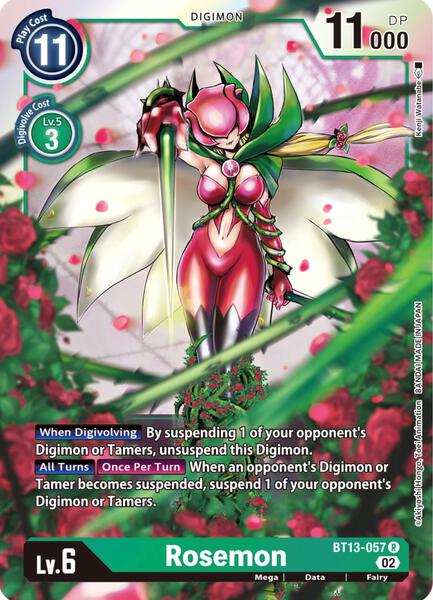 DIGIMON
Play Cost
11
11000
DP
Digivolve Cost
Lv.5
3
Kenji Watanabe
When Digivolving By suspending 1 of your opponent's
Digimon or Tamers, unsuspend this Digimon.
All Turns Once Per Turn When an opponent's Digimon or
Tamer becomes suspended, suspend 1 of your opponent's
Digimon or Tamers.
©Akiyoshi Hongo, Toei Animation BANDAI MADE IN JAPAN
Lv.6
Rosemon
BT13-057 R
02
Mega | Data | Fairy